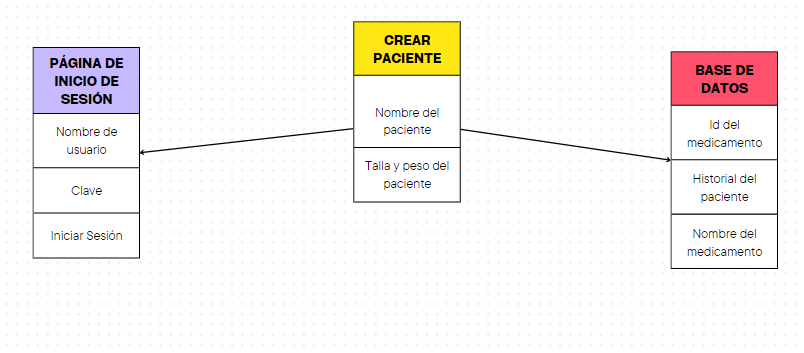 PÁGINA DE
INICIO DE
SESIÓN
Nombre de
usuario
Clave
Iniciar Sesión
CREAR
PACIENTE
Nombre del
paciente
Talla y peso del
paciente
BASE DE
DATOS
Id del
medicamento
Historial del
paciente
Nombre del
medicamento